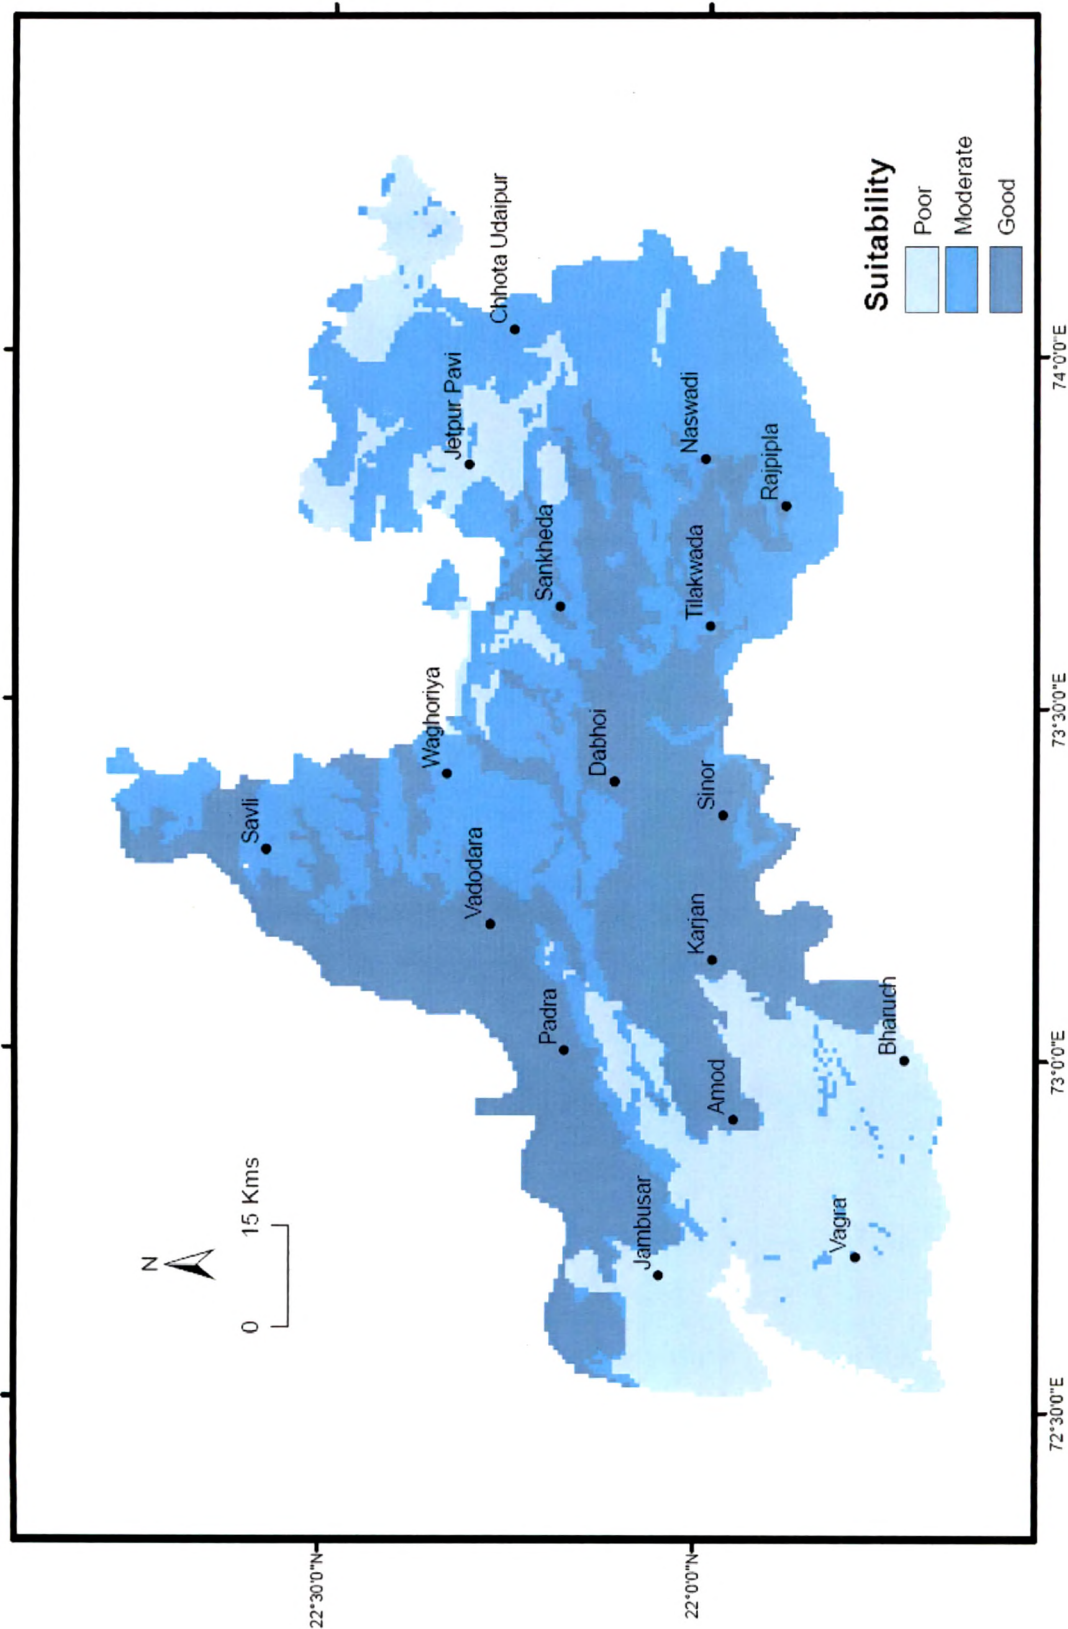 N
0 15 Kms
Savli
Waghoriya
Vadodara
Jetpur Pavi
Chhota Udaipur
Padra
Sankheda
Dabhoi
Jambusar
Amod
Karjan
Sinor
Tilakwada
Naswadi
Rajpipla
Vagra
Bharuch
Suitability
Poor
Moderate
Good
22°30'0"N
22°0'0"N
72°30'0"E
73°0'0"E
73°30'0"E
74°0'0"E